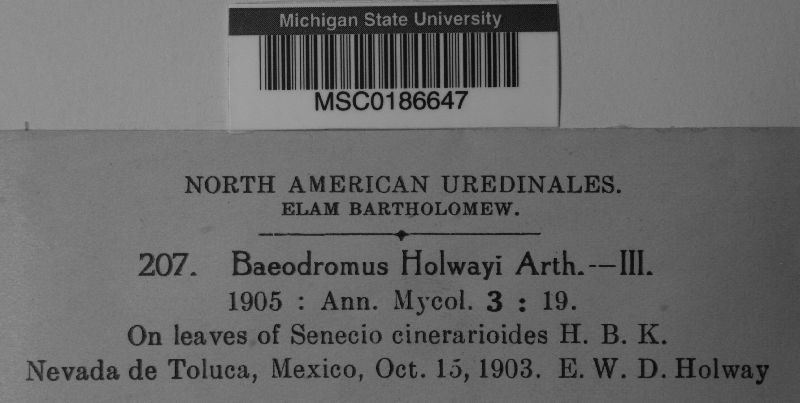 Michigan State University
MSC0186647
NORTH AMERICAN UREDINALES.
ELAM BARTHOLOMEW.
207. Baeodromus Holwayi Arth.--III.
1905 : Ann. Mycol. 3 : 19.
On leaves of Senecio cinerarioides H. B. K.
Nevada de Toluca, Mexico, Oct. 15, 1903. E. W. D. Holway